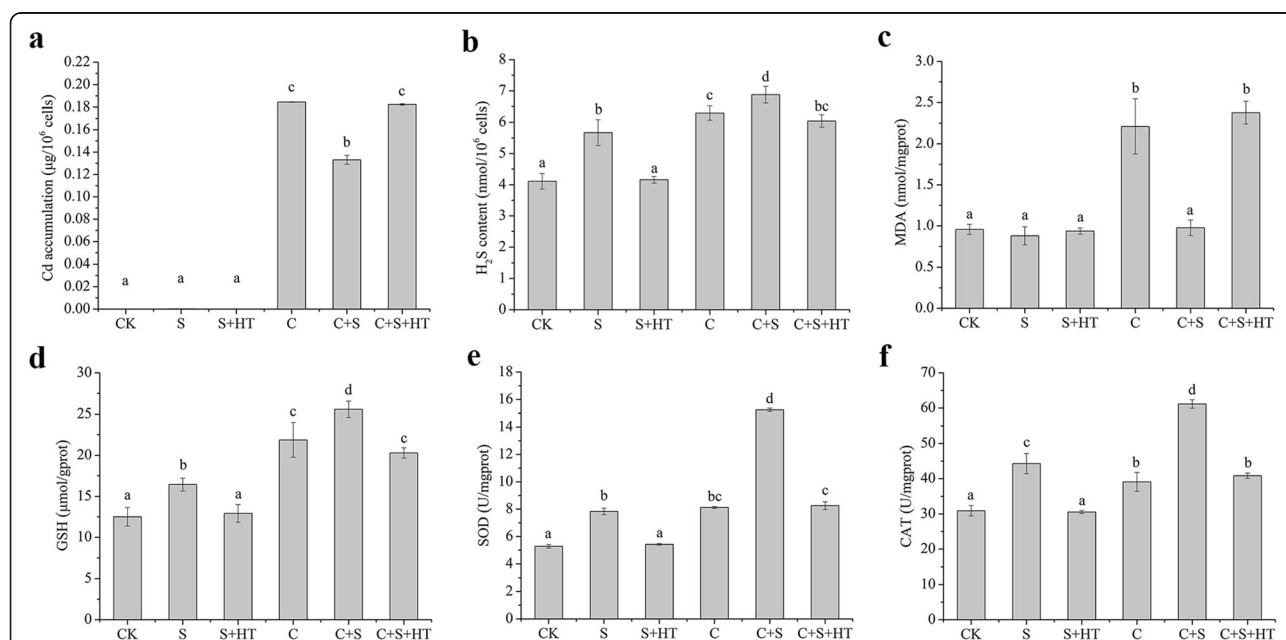 a
Cd accumulation (μg/10⁶ cells)
0.22
0.20
0.18
0.16
0.14
0.12
0.10
0.08
0.06
0.04
0.02
0.00
a
a
a
c
b
c
CK S S+HT C C+S C+S+HT
b
H₂S content (nmol/10⁶ cells)
8
7
6
5
4
3
2
1
0
a
b
a
c
d
bc
CK S S+HT C C+S C+S+HT
c
MDA (nmol/mgprot)
3.0
2.5
2.0
1.5
1.0
0.5
0.0
a
a
a
b
a
b
CK S S+HT C C+S C+S+HT
d
GSH (μmol/gprot)
30
25
20
15
10
5
0
a
b
a
c
d
c
CK S S+HT C C+S C+S+HT
e
SOD (U/mgprot)
18
16
14
12
10
8
6
4
2
0
a
b
a
bc
d
c
CK S S+HT C C+S C+S+HT
f
CAT (U/mgprot)
70
60
50
40
30
20
10
0
a
c
a
b
d
b
CK S S+HT C C+S C+S+HT